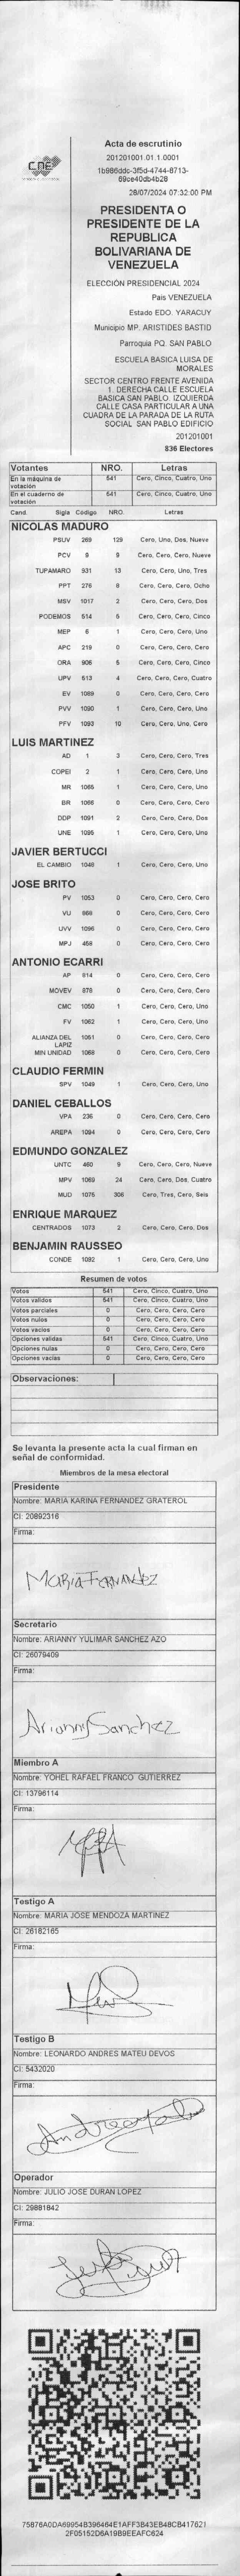 CNE
Acta de escrutinio
201201001.01.1.0001
1b986ddc-3f5d-4744-8713-
69ce40db4b28
28/07/2024 07:32:00 PM
PRESIDENTA O
PRESIDENTE DE LA
REPUBLICA
BOLIVARIANA DE
VENEZUELA
ELECCIÓN PRESIDENCIAL 2024
Pais VENEZUELA
Estado EDO. YARACUY
Municipio MP. ARISTIDES BASTID
Parroquia PQ. SAN PABLO
ESCUELA BASICA LUISA DE
MORALES
SECTOR CENTRO FRENTE AVENIDA
1. DERECHA CALLE ESCUELA
BASICA SAN PABLO. IZQUIERDA
CALLE CASA PARTICULAR A UNA
CUADRA DE LA PARADA DE LA RUTA
SOCIAL SAN PABLO EDIFICIO
201201001
836 Electores
Votantes NRO. Letras
En la máquina de votación 541 Cero, Cinco, Cuatro, Uno
En el cuaderno de votación 541 Cero, Cinco, Cuatro, Uno
Cand. Sigla Codigo NRO. Letras
NICOLAS MADURO
PSUV 269 129 Cero, Uno, Dos, Nueve
PCV 9 9 Cero, Cero, Cero, Nueve
TUPAMARO 931 13 Cero, Cero, Uno, Tres
PPT 276 8 Cero, Cero, Cero, Ocho
MSV 1017 2 Cero, Cero, Cero, Dos
PODEMOS 514 5 Cero, Cero, Cero, Cinco
MEP 6 1 Cero, Cero, Cero, Uno
APC 219 0 Cero, Cero, Cero, Cero
ORA 906 5 Cero, Cero, Cero, Cinco
UPV 513 4 Cero, Cero, Cero, Cuatro
EV 1089 0 Cero, Cero, Cero, Cero
PVV 1090 1 Cero, Cero, Cero, Uno
PFV 1093 10 Cero, Cero, Uno, Cero
LUIS MARTINEZ
AD 1 3 Cero, Cero, Cero, Tres
COPEI 2 1 Cero, Cero, Cero, Uno
MR 1065 1 Cero, Cero, Cero, Uno
BR 1066 0 Cero, Cero, Cero, Cero
DDP 1091 2 Cero, Cero, Cero, Dos
UNE 1095 1 Cero, Cero, Cero, Uno
JAVIER BERTUCCI
EL CAMBIO 1048 1 Cero, Cero, Cero, Uno
JOSE BRITO
PV 1053 0 Cero, Cero, Cero, Cero
VU 868 0 Cero, Cero, Cero, Cero
UVV 1096 0 Cero, Cero, Cero, Cero
MPJ 458 0 Cero, Cero, Cero, Cero
ANTONIO ECARRI
AP 814 0 Cero, Cero, Cero, Cero
MOVEV 878 0 Cero, Cero, Cero, Cero
CMC 1050 1 Cero, Cero, Cero, Uno
FV 1062 1 Cero, Cero, Cero, Uno
ALIANZA DEL LAPIZ 1051 0 Cero, Cero, Cero, Cero
MIN UNIDAD 1068 0 Cero, Cero, Cero, Cero
CLAUDIO FERMIN
SPV 1049 1 Cero, Cero, Cero, Uno
DANIEL CEBALLOS
VPA 236 0 Cero, Cero, Cero, Cero
AREPA 1094 0 Cero, Cero, Cero, Cero
EDMUNDO GONZALEZ
UNTC 460 9 Cero, Cero, Cero, Nueve
MPV 1069 24 Cero, Cero, Dos, Cuatro
MUD 1075 306 Cero, Tres, Cero, Seis
ENRIQUE MARQUEZ
CENTRADOS 1073 2 Cero, Cero, Cero, Dos
BENJAMIN RAUSSEO
CONDE 1092 1 Cero, Cero, Cero, Uno
Resumen de votos
Votos 541 Cero, Cinco, Cuatro, Uno
Votos validos 541 Cero, Cinco, Cuatro, Uno
Votos parciales 0 Cero, Cero, Cero, Cero
Votos nulos 0 Cero, Cero, Cero, Cero
Votos vacios 0 Cero, Cero, Cero, Cero
Opciones validas 541 Cero, Cinco, Cuatro, Uno
Opciones nulas 0 Cero, Cero, Cero, Cero
Opciones vacias 0 Cero, Cero, Cero, Cero
Observaciones:
Se levanta la presente acta la cual firman en
señal de conformidad.
Miembros de la mesa electoral
Presidente
Nombre: MARIA KARINA FERNANDEZ GRATEROL
CI: 20892316
Firma:
MARIA FERNANDEZ
Secretario
Nombre: ARIANNY YULIMAR SANCHEZ AZO
CI: 26079409
Firma:
Arianny Sanchez
Miembro A
Nombre: YOHEL RAFAEL FRANCO GUTIERREZ
CI: 13796114
Firma:
Testigo A
Nombre: MARIA JOSE MENDOZA MARTINEZ
CI: 26182165
Firma:
Testigo B
Nombre: LEONARDO ANDRES MATEU DEVOS
CI: 5432020
Firma:
Operador
Nombre: JULIO JOSE DURAN LOPEZ
CI: 29881842
Firma:
75876A0DA69954B396464E1AFF3B43EB48CB417621
2F05152D6A19B9EEAFC624